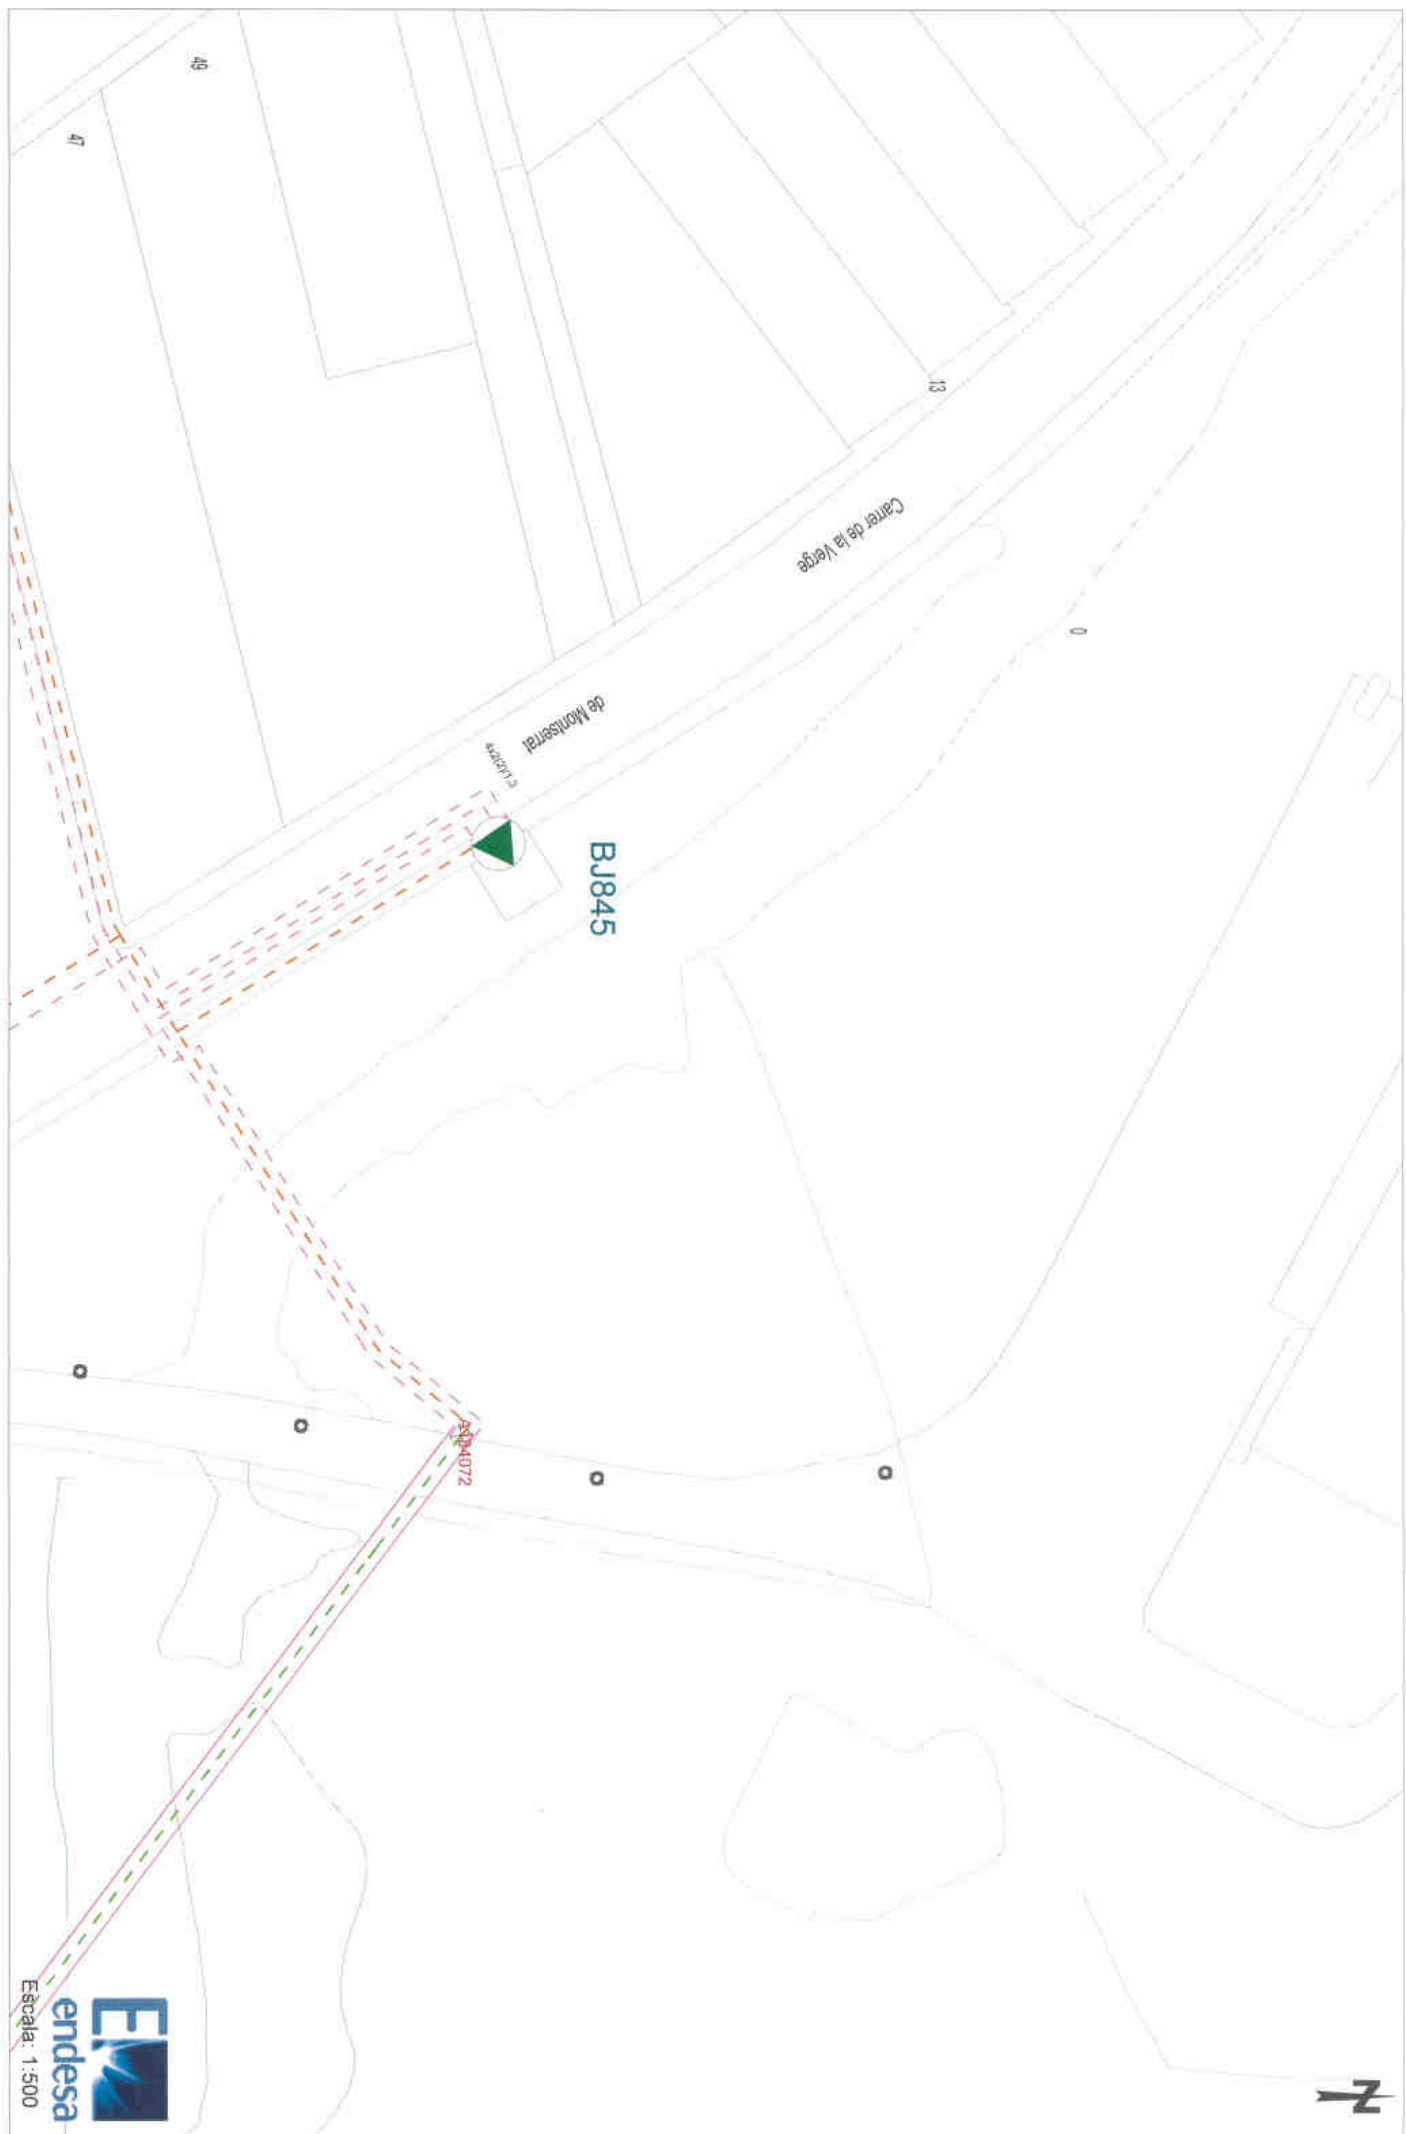 49
47
13
Carrer de la Verge
0
de Montserrat
BJ845
endesa
Escala: 1:500
N